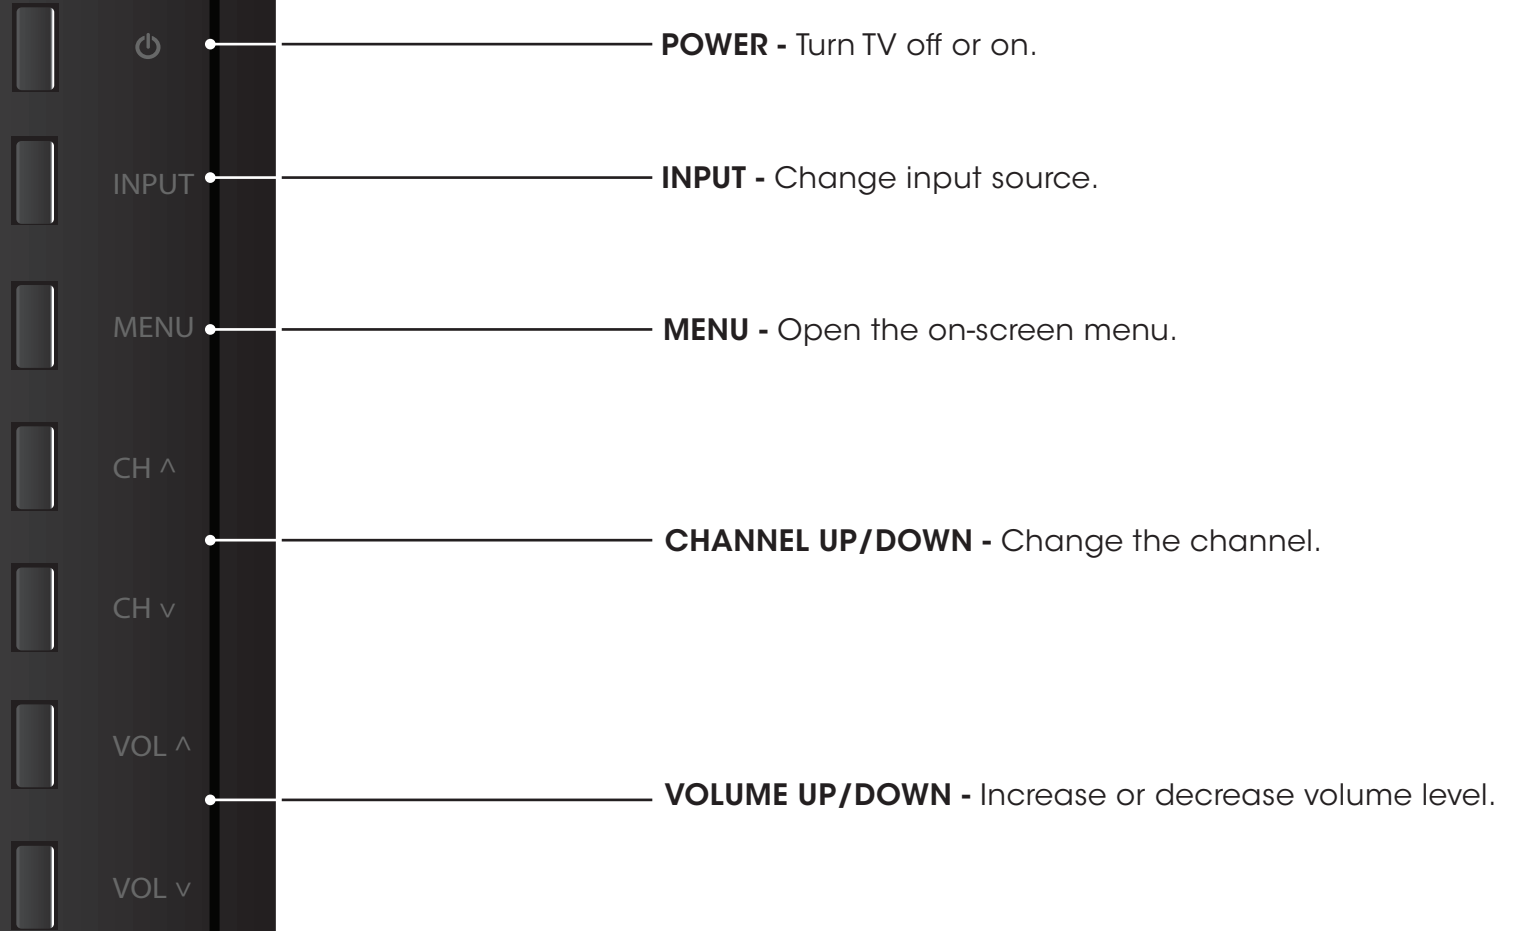 POWER - Turn TV off or on.
INPUT
INPUT - Change input source.
MENU
MENU - Open the on-screen menu.
CH ^
CHANNEL UP/DOWN - Change the channel.
CH v
VOL ^
VOLUME UP/DOWN - Increase or decrease volume level.
VOL v